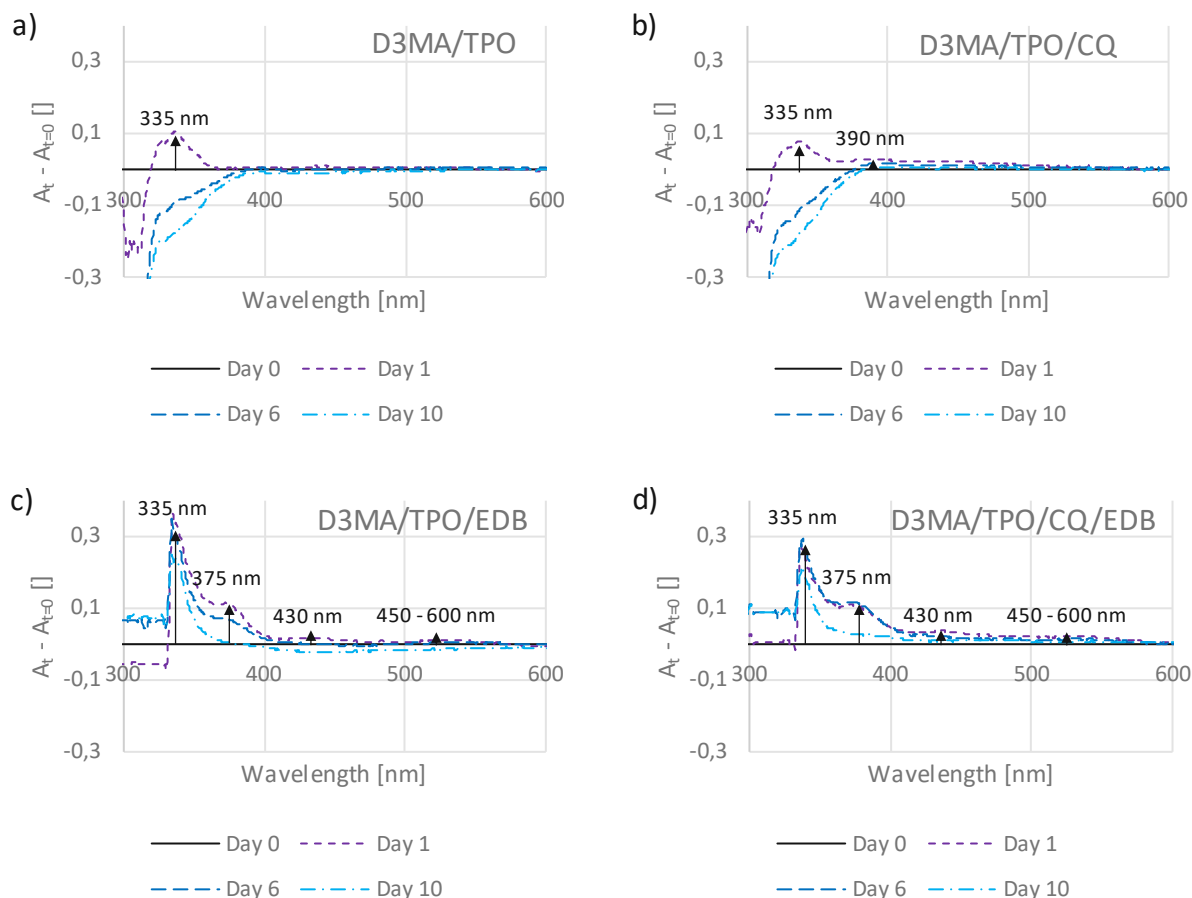 a)
D3MA/TPO
A_t - A_{t=0} []
0,3
0,1
-0,1
-0,3
335 nm
300 400 500 600
Wavelength [nm]
Day 0 Day 1
Day 6 Day 10
b)
D3MA/TPO/CQ
A_t - A_{t=0} []
0,3
0,1
-0,1
-0,3
335 nm
390 nm
300 400 500 600
Wavelength [nm]
Day 0 Day 1
Day 6 Day 10
c)
D3MA/TPO/EDB
A_t - A_{t=0} []
0,3
0,1
-0,1
-0,3
335 nm
375 nm
430 nm
450 - 600 nm
300 400 500 600
Wavelength [nm]
Day 0 Day 1
Day 6 Day 10
d)
D3MA/TPO/CQ/EDB
A_t - A_{t=0} []
0,3
0,1
-0,1
-0,3
335 nm
375 nm
430 nm
450 - 600 nm
300 400 500 600
Wavelength [nm]
Day 0 Day 1
Day 6 Day 10